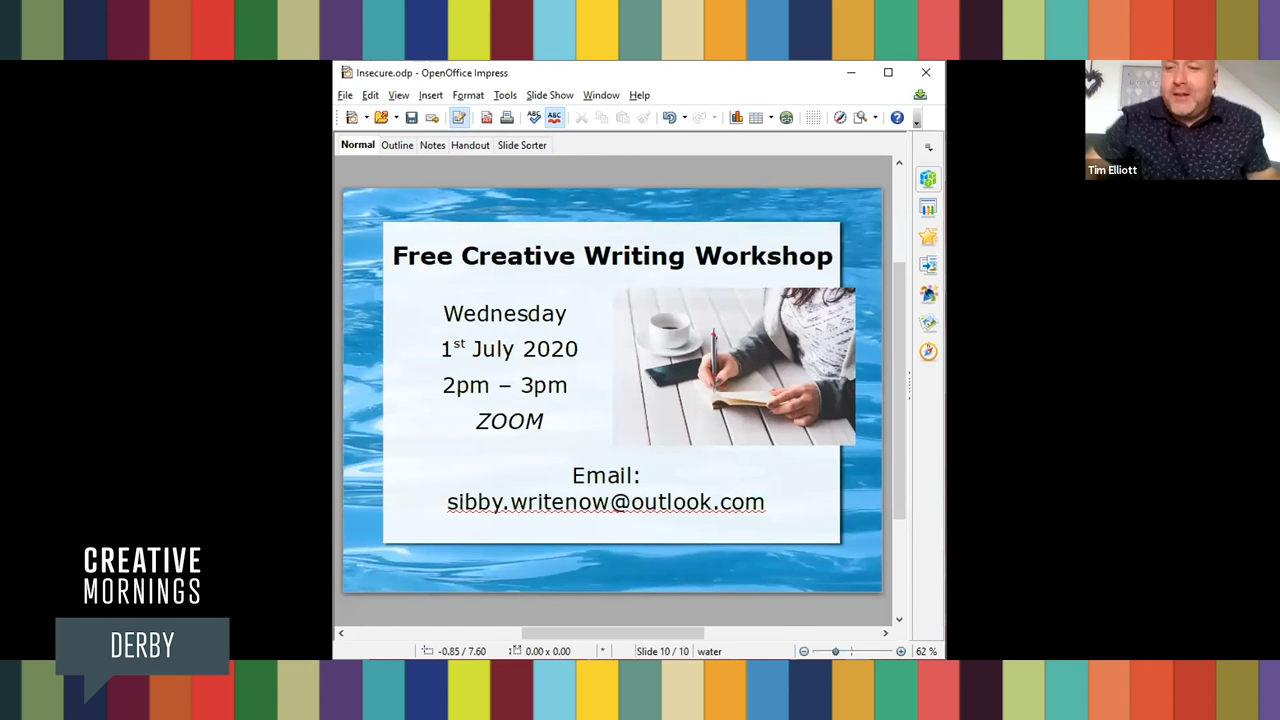 Insecure.odp - OpenOffice Impress
File Edit View Insert Format Tools Slide Show Window Help
Normal Outline Notes Handout Slide Sorter
Free Creative Writing Workshop
Wednesday
1st July 2020
2pm – 3pm
ZOOM
Email:
sibby.writenow@outlook.com
-0.85 / 7.60 0.00 x 0.00 * Slide 10 / 10 water 62 %
Tim Elliott
CREATIVE
MORNINGS
DERBY